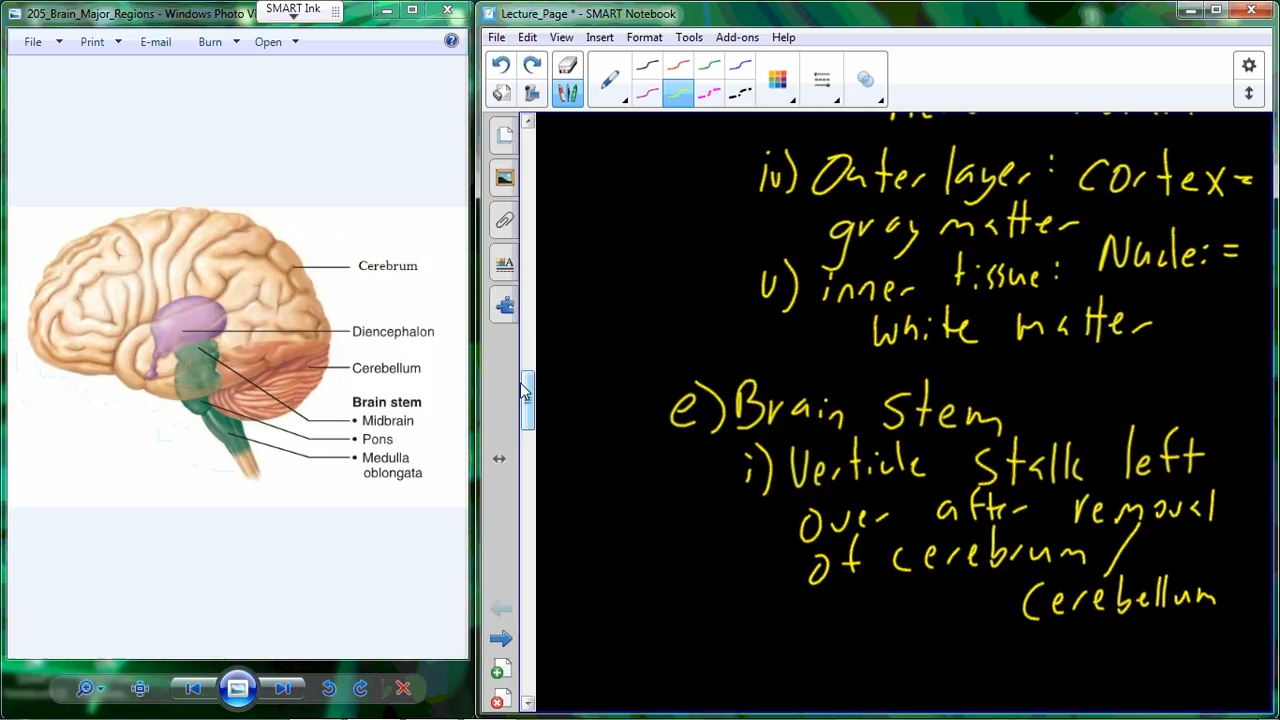 205_Brain_Major_Regions - Windows Photo Vi
SMART Ink
File Print E-mail Burn Open
Cerebrum
Diencephalon
Cerebellum
Brain stem
• Midbrain
• Pons
• Medulla
oblongata
Lecture_Page * - SMART Notebook
File Edit View Insert Format Tools Add-ons Help
iv) Outer layer: Cortex =
gray matter
Nuclei =
v) inner tissue:
white matter
e) Brain Stem
i) Verticle Stalk left
over after removal
of cerebrum /
cerebellum